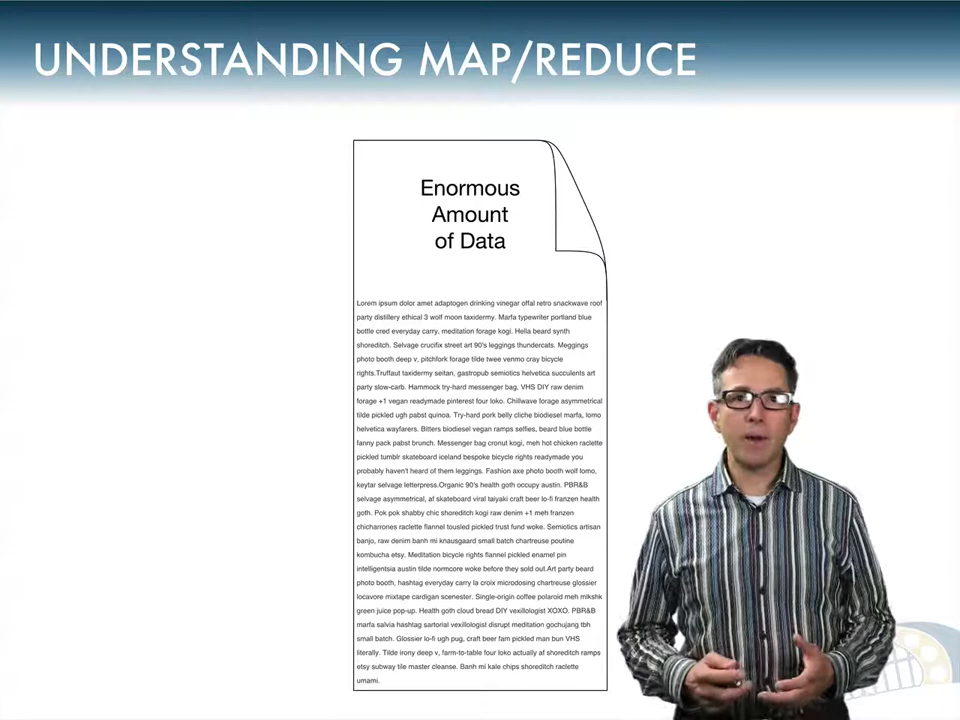 UNDERSTANDING MAP/REDUCE
Enormous
Amount
of Data
Lorem ipsum dolor amet adaptogen drinking vinegar offal retro snackwave roof
party distillery ethical 3 wolf moon taxidermy. Marfa typewriter portland blue
bottle cred everyday carry, meditation forage kogi. Hella beard synth
shoreditch. Selvage crucifix street art 90's leggings thundercats. Meggings
photo booth deep v, pitchfork forage tilde twee venmo cray bicycle
rights.Truffaut taxidermy seitan, gastropub semiotics helvetica succulents art
party slow-carb. Hammock try-hard messenger bag, VHS DIY raw denim
forage +1 vegan readymade pinterest four loko. Chillwave forage asymmetrical
tilde pickled ugh pabst quinoa. Try-hard pork belly cliche biodiesel marfa, lomo
helvetica wayfarers. Bitters biodiesel vegan ramps selfies, beard blue bottle
fanny pack pabst brunch. Messenger bag cronut kogi, meh hot chicken raclette
pickled tumblr skateboard iceland bespoke bicycle rights readymade you
probably haven't heard of them leggings. Fashion axe photo booth wolf lomo,
keytar selvage letterpress.Organic 90's health goth occupy austin. PBR&B
selvage asymmetrical, af skateboard viral taiyaki craft beer lo-fi franzen health
goth. Pok pok shabby chic shoreditch kogi raw denim +1 meh franzen
chicharrones raclette flannel tousled pickled trust fund woke. Semiotics artisan
banjo, raw denim banh mi knausgaard small batch chartreuse poutine
kombucha etsy. Meditation bicycle rights flannel pickled enamel pin
intelligentsia austin tilde normcore woke before they sold out.Art party beard
photo booth, hashtag everyday carry la croix microdosing chartreuse glossier
locavore mixtape cardigan scenester. Single-origin coffee polaroid meh mlkshk
green juice pop-up. Health goth cloud bread DIY vexillologist XOXO. PBR&B
marfa salvia hashtag sartorial vexillologist disrupt meditation gochujang tbh
small batch. Glossier lo-fi ugh pug, craft beer fam pickled man bun VHS
literally. Tilde irony deep v, farm-to-table four loko actually af shoreditch ramps
etsy subway tile master cleanse. Banh mi kale chips shoreditch raclette
umami.